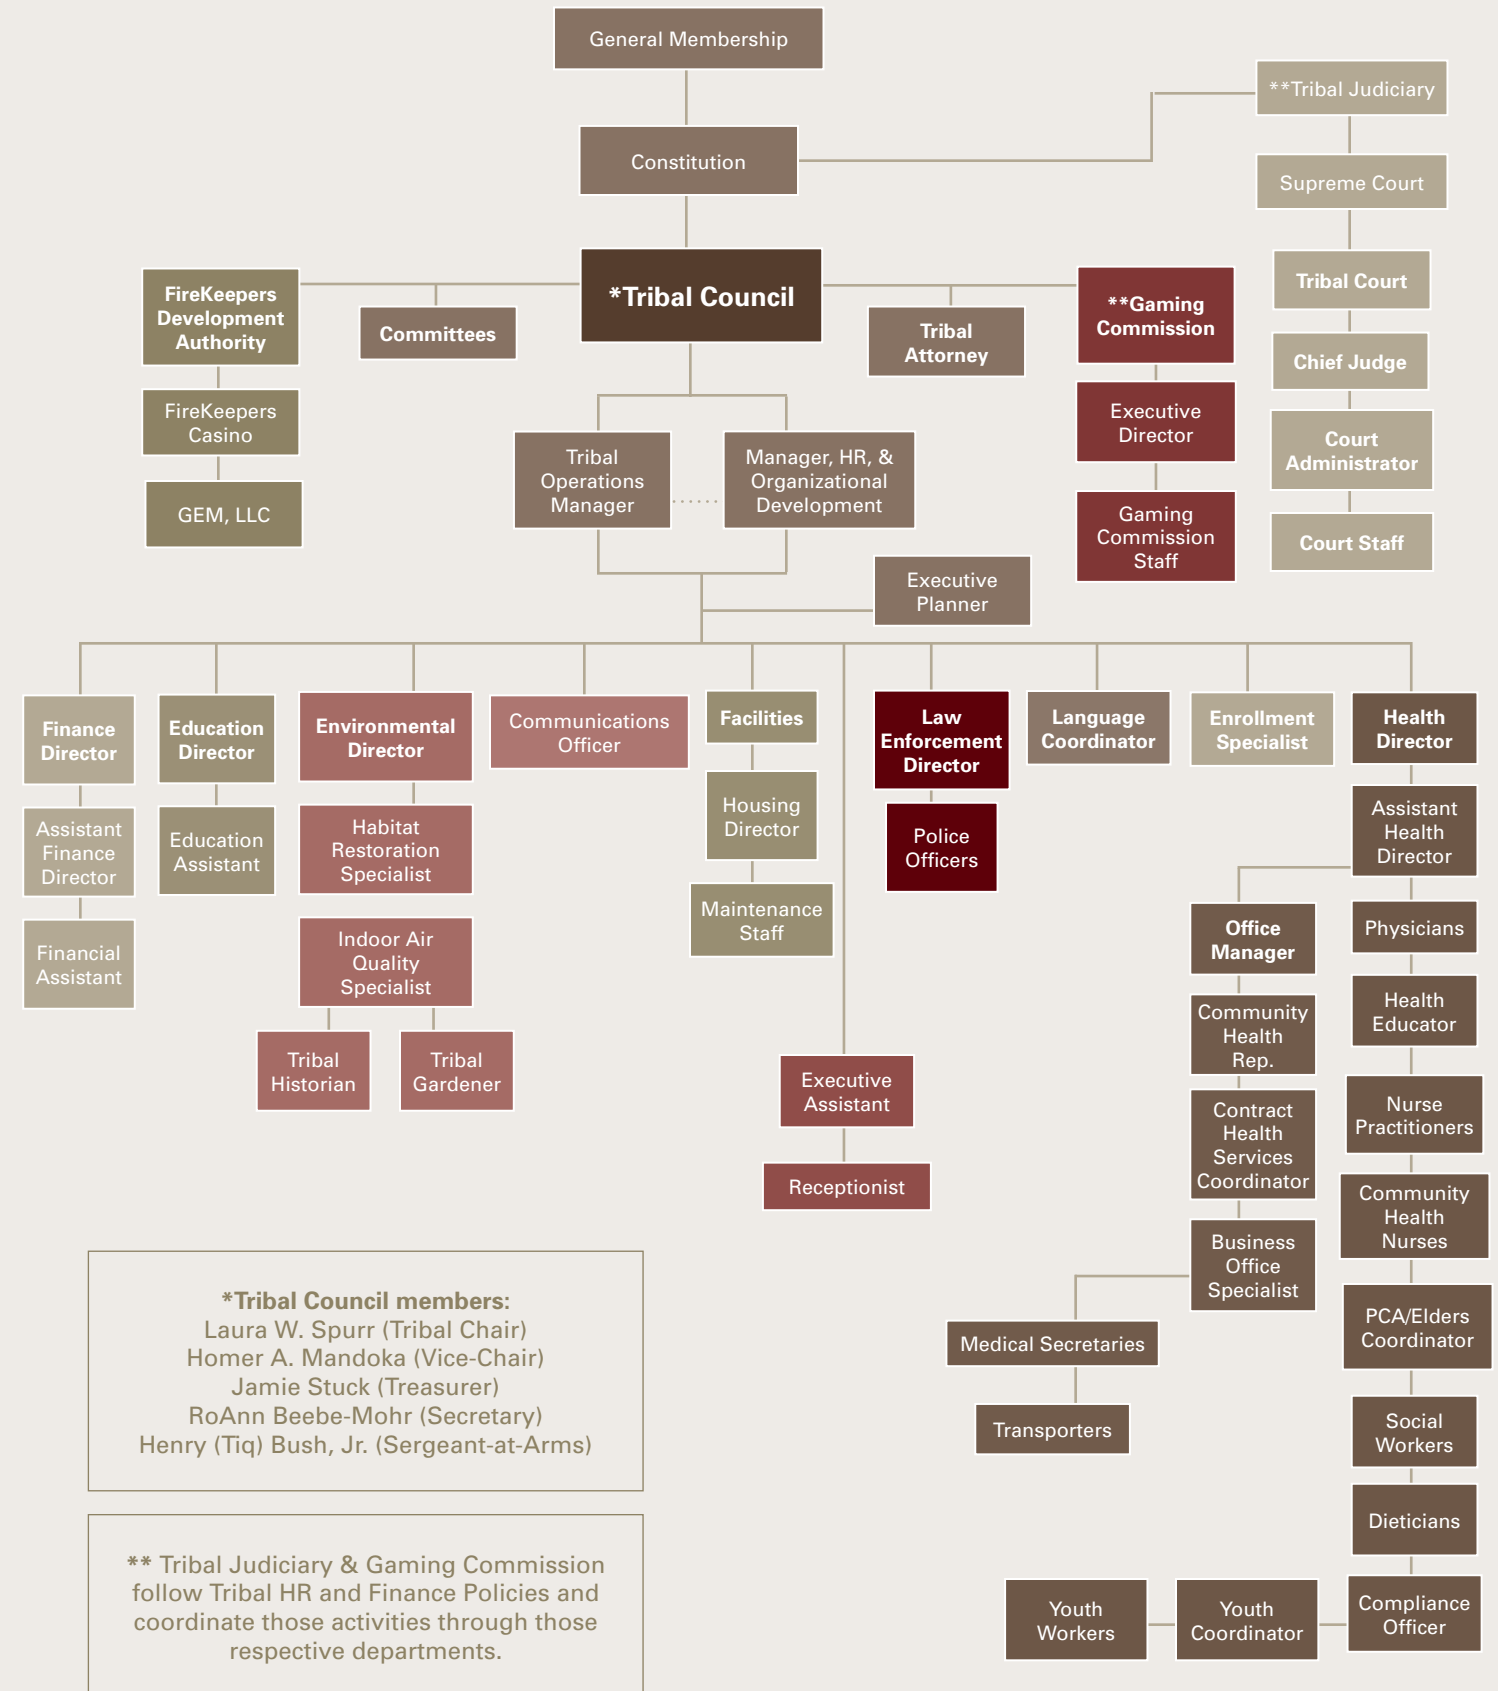 General Membership
**Tribal Judiciary
Constitution
Supreme Court
*Tribal Council
FireKeepers
Development
Authority
Committees
Tribal
Attorney
**Gaming
Commission
Tribal Court
Chief Judge
FireKeepers
Casino
Executive
Director
Court
Administrator
Tribal
Operations
Manager
Manager, HR, &
Organizational
Development
GEM, LLC
Gaming
Commission
Staff
Court Staff
Executive
Planner
Finance
Director
Education
Director
Environmental
Director
Communications
Officer
Facilities
Law
Enforcement
Director
Language
Coordinator
Enrollment
Specialist
Health
Director
Assistant
Finance
Director
Education
Assistant
Habitat
Restoration
Specialist
Housing
Director
Police
Officers
Assistant
Health
Director
Financial
Assistant
Indoor Air
Quality
Specialist
Maintenance
Staff
Office
Manager
Physicians
Tribal
Historian
Tribal
Gardener
Community
Health
Rep.
Health
Educator
Executive
Assistant
Contract
Health
Services
Coordinator
Nurse
Practitioners
Receptionist
Community
Health
Nurses
Business
Office
Specialist
PCA/Elders
Coordinator
Medical Secretaries
Transporters
Social
Workers
Dieticians
Compliance
Officer
Youth
Coordinator
Youth
Workers
*Tribal Council members:
Laura W. Spurr (Tribal Chair)
Homer A. Mandoka (Vice-Chair)
Jamie Stuck (Treasurer)
RoAnn Beebe-Mohr (Secretary)
Henry (Tiq) Bush, Jr. (Sergeant-at-Arms)
** Tribal Judiciary & Gaming Commission
follow Tribal HR and Finance Policies and
coordinate those activities through those
respective departments.